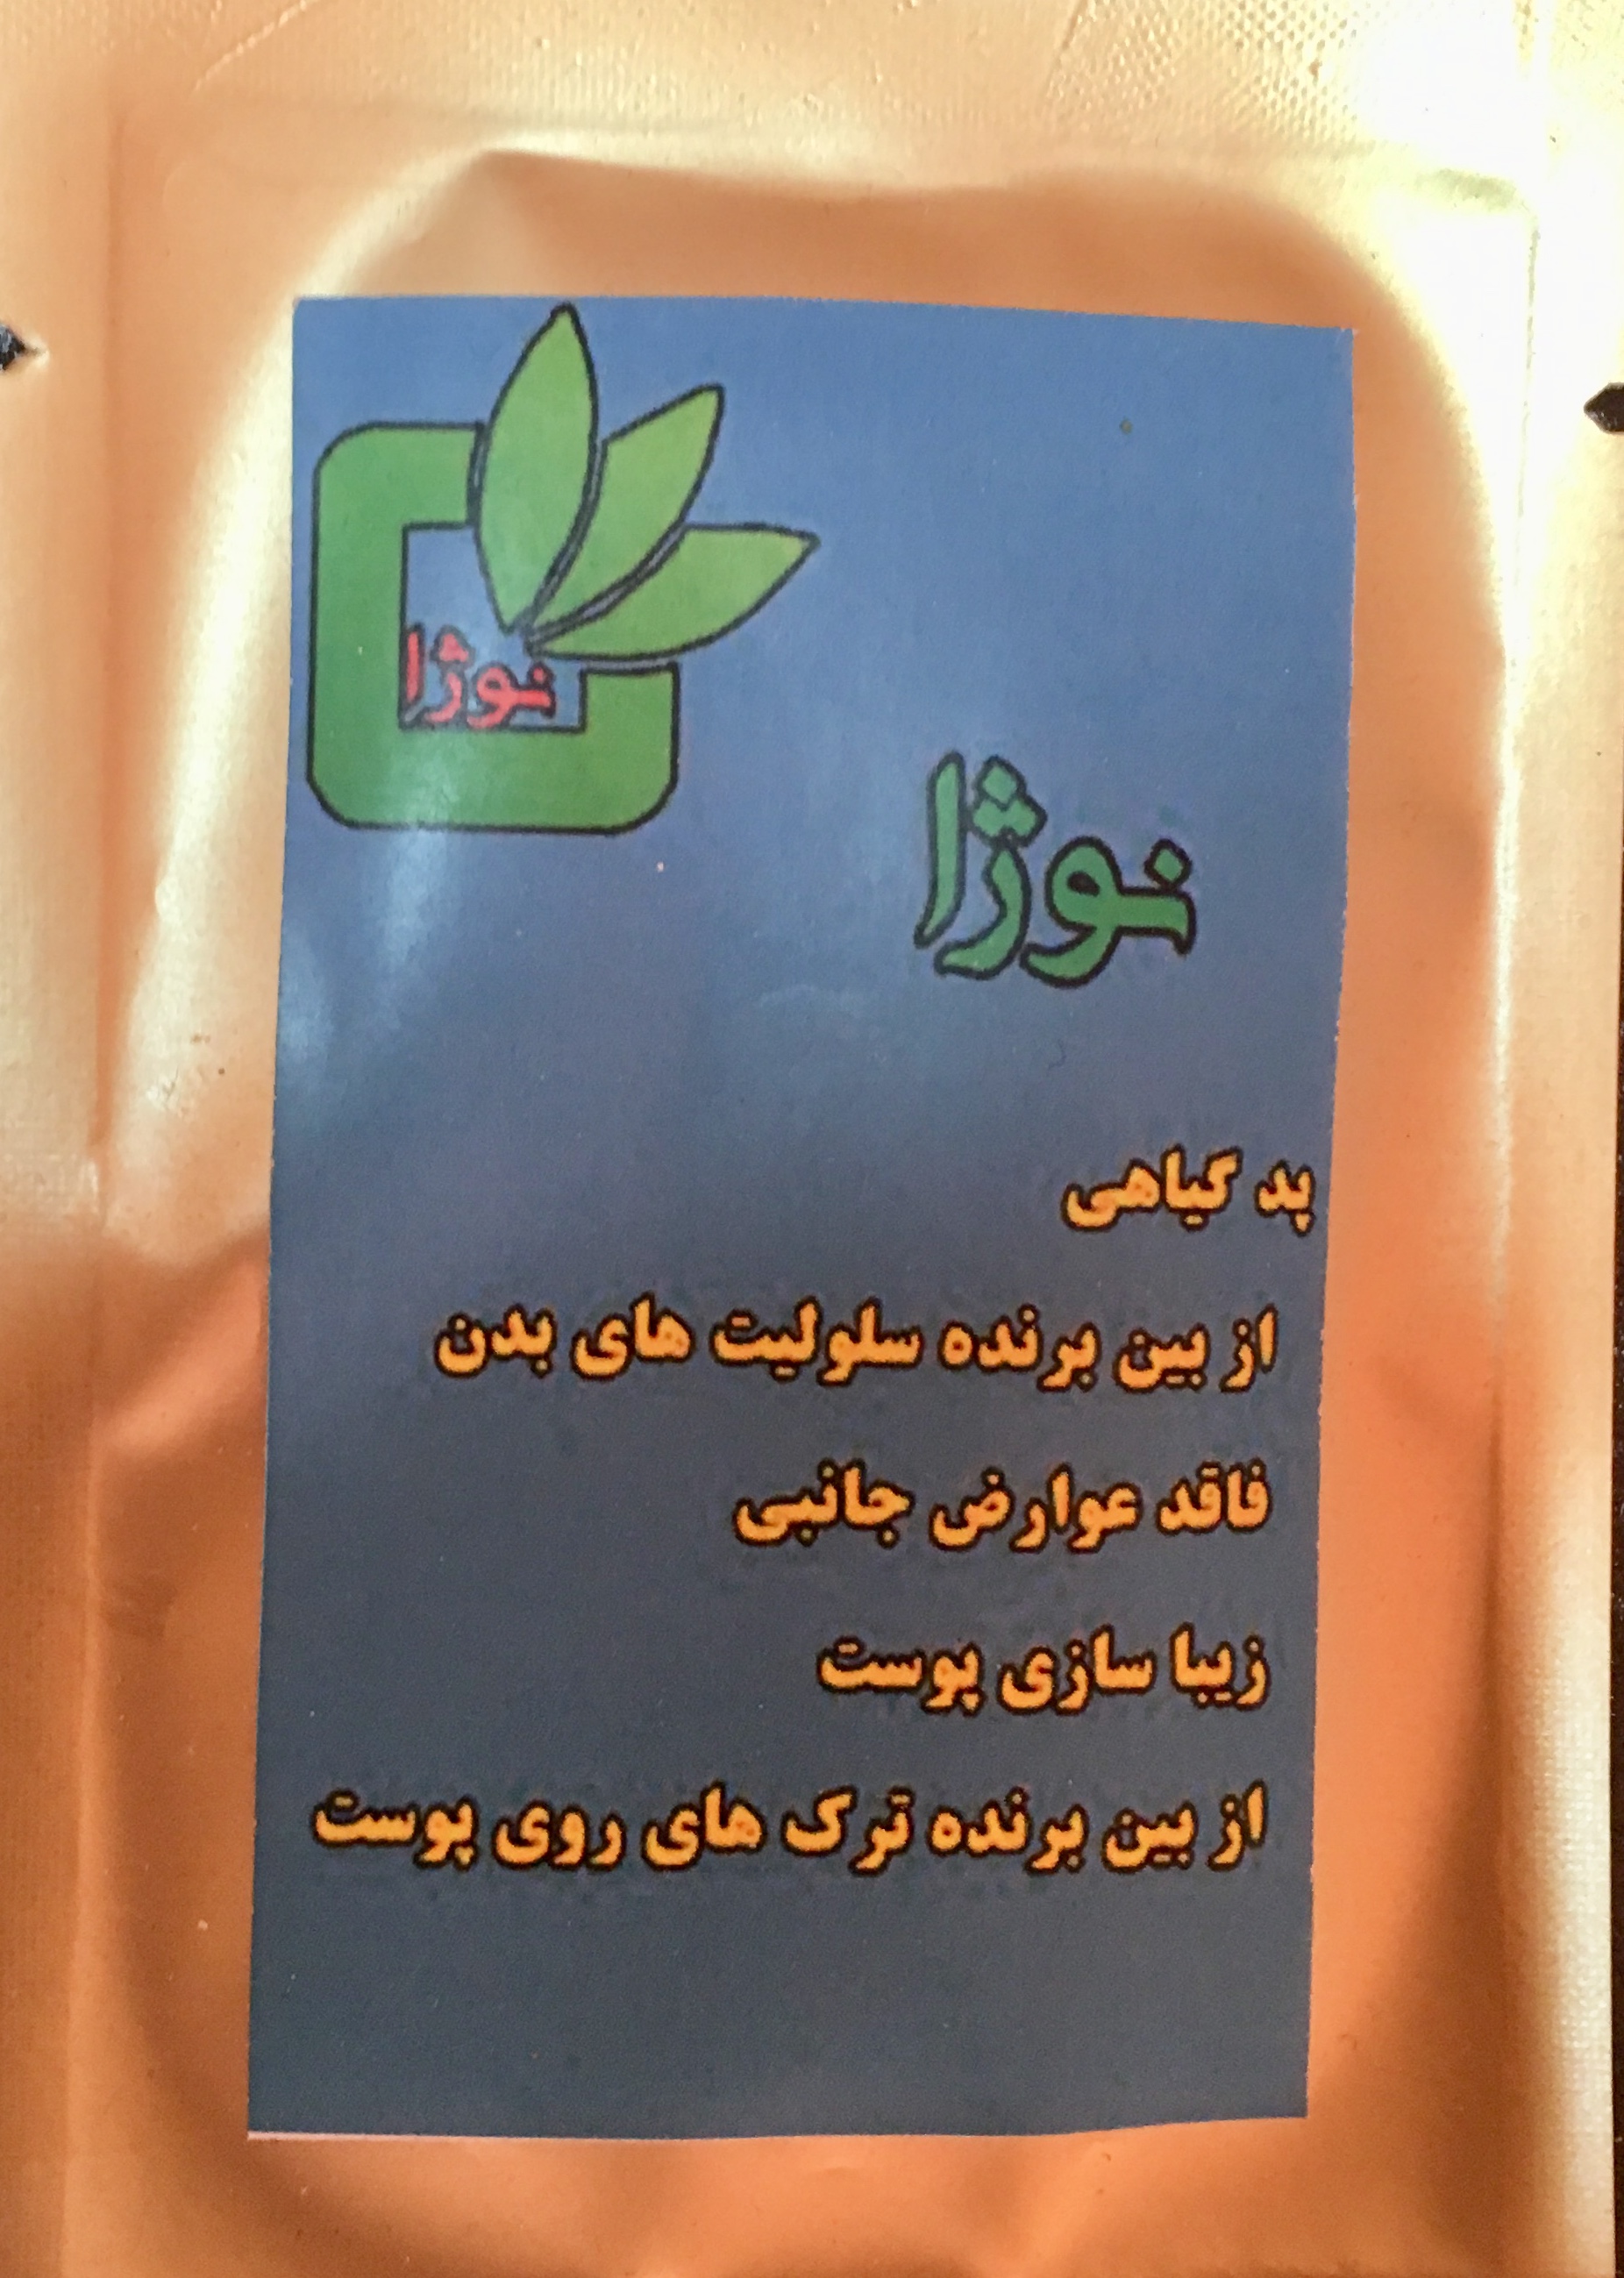 نوژا
نوژا
پد گیاهی
از بین برنده سلولیت های بدن
فاقد عوارض جانبی
زیبا سازی پوست
از بین برنده ترک های روی پوست